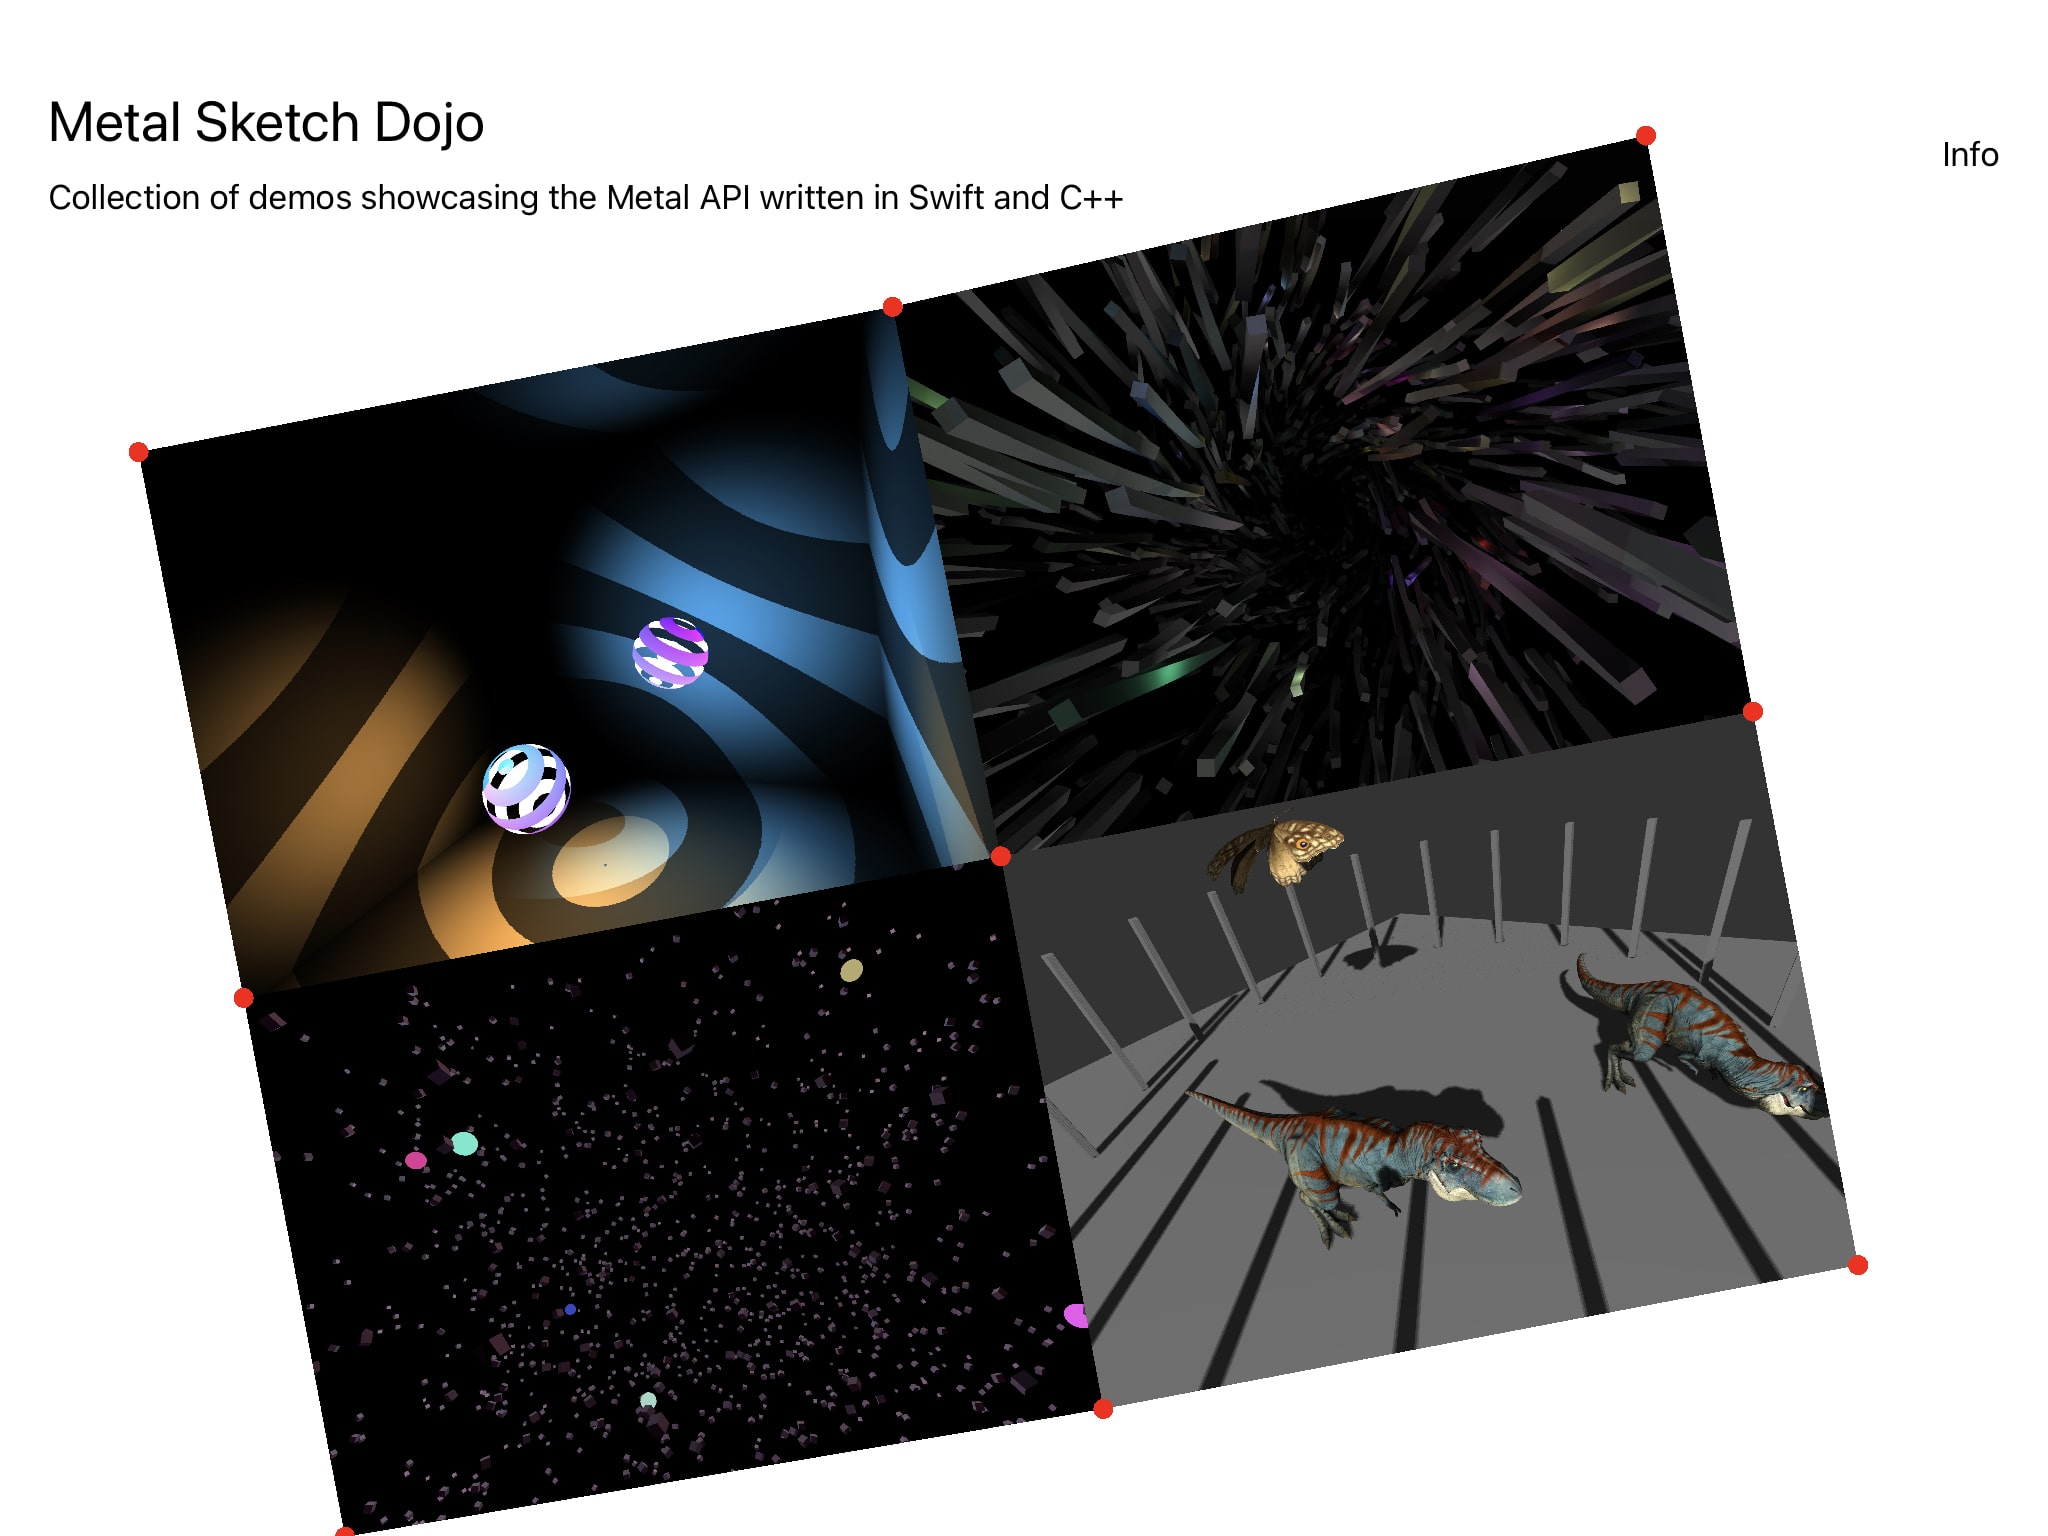 Metal Sketch Dojo
Info
Collection of demos showcasing the Metal API written in Swift and C++